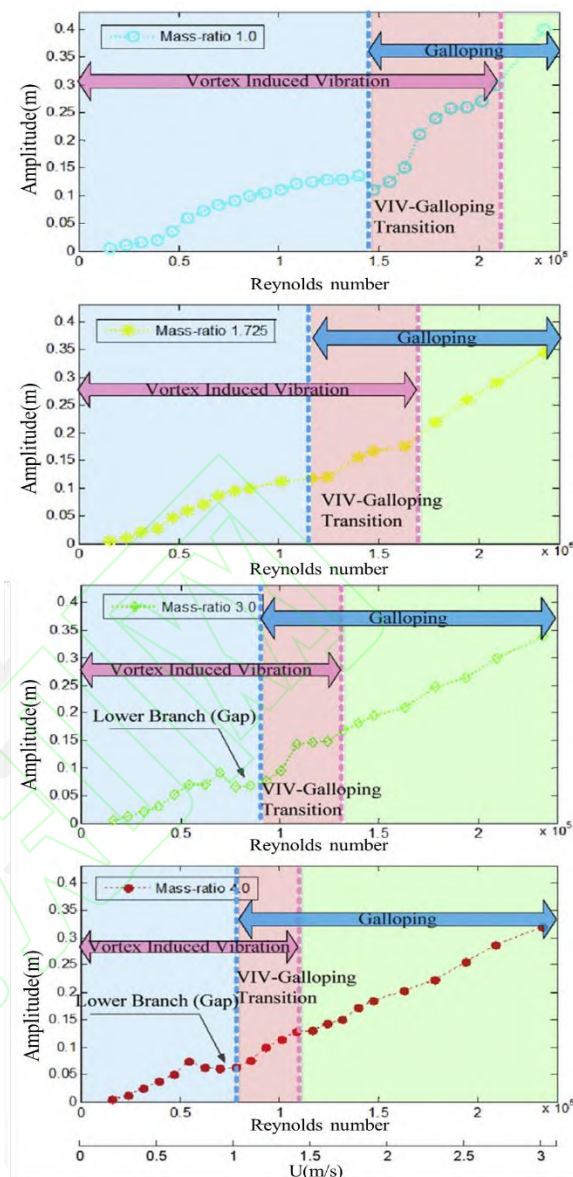 0.4
Mass-ratio 1.0
Galloping
0.35
0.3
Vortex Induced Vibration
0.25
0.2
0.15
0.1
0.05
VIV-Galloping
Transition
0
0 0.5 1 1.5 2
x 10⁵
Amplitude(m)
Reynolds number
0.4
Mass-ratio 1.725
Galloping
0.35
0.3
Vortex Induced Vibration
0.25
0.2
0.15
0.1
0.05
VIV-Galloping
Transition
0
0 0.5 1 1.5 2
x 10⁵
Amplitude(m)
Reynolds number
0.4
Mass-ratio 3.0
Galloping
0.35
0.3
Vortex Induced Vibration
0.25
0.2
Lower Branch (Gap)
0.15
0.1
0.05
VIV-Galloping
Transition
0
0 0.5 1 1.5 2
x 10⁵
Amplitude(m)
Reynolds number
0.4
Mass-ratio 4.0
Galloping
0.35
0.3
Vortex Induced Vibration
0.25
VIV-Galloping
Transition
0.2
Lower Branch (Gap)
0.15
0.1
0.05
0
0 0.5 1 1.5 2
x 10⁵
Amplitude(m)
Reynolds number
0 0.5 1 1.5 2 2.5 3
U(m/s)